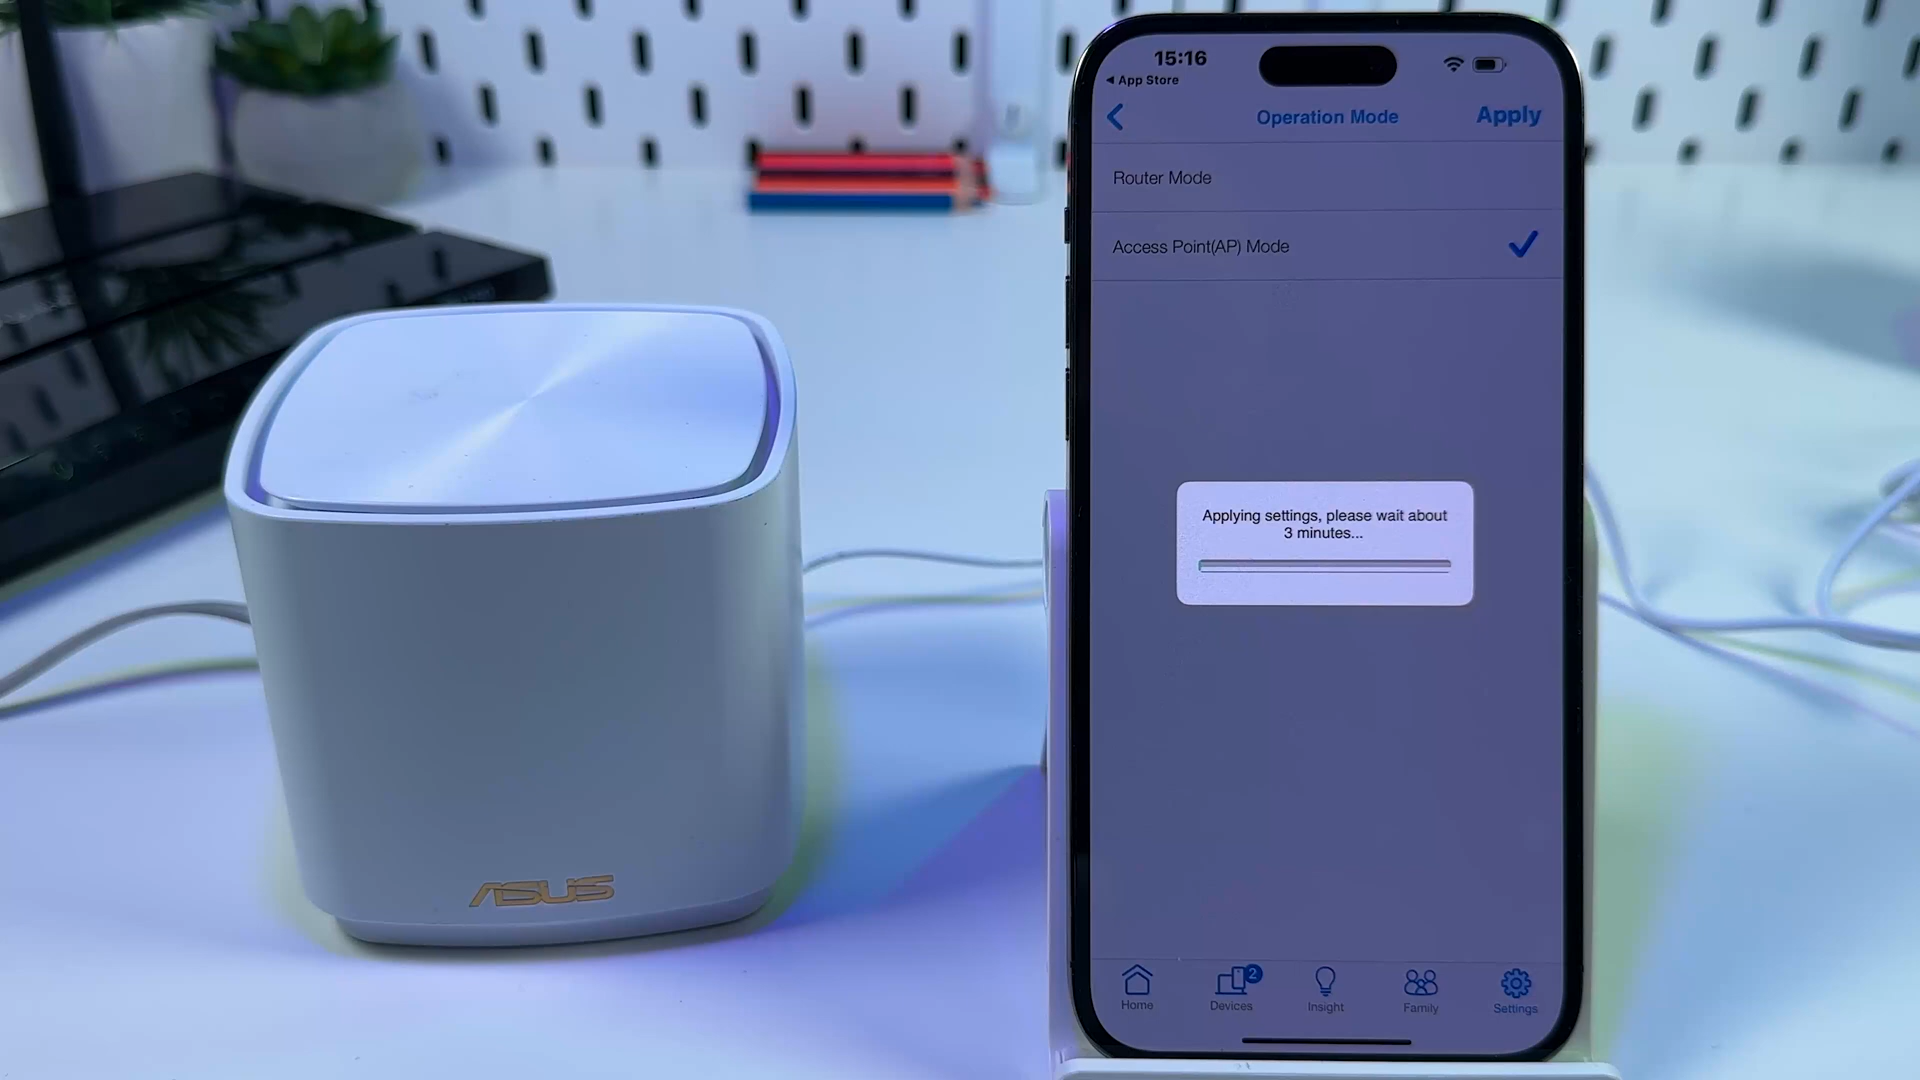 15:16
App Store
Operation Mode
Apply
Router Mode
Access Point(AP) Mode
Applying settings, please wait about
3 minutes...
Home
Devices
2
Insight
Family
Settings
ASUS